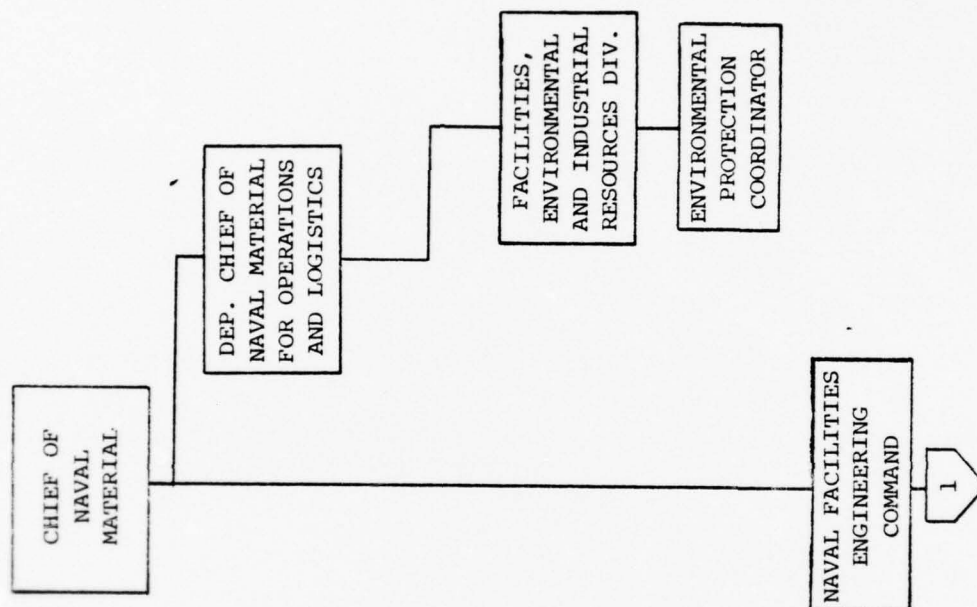 CHIEF OF
NAVAL
MATERIAL
DEP. CHIEF OF
NAVAL MATERIAL
FOR OPERATIONS
AND LOGISTICS
FACILITIES,
ENVIRONMENTAL
AND INDUSTRIAL
RESOURCES DIV.
ENVIRONMENTAL
PROTECTION
COORDINATOR
NAVAL FACILITIES
ENGINEERING
COMMAND
1